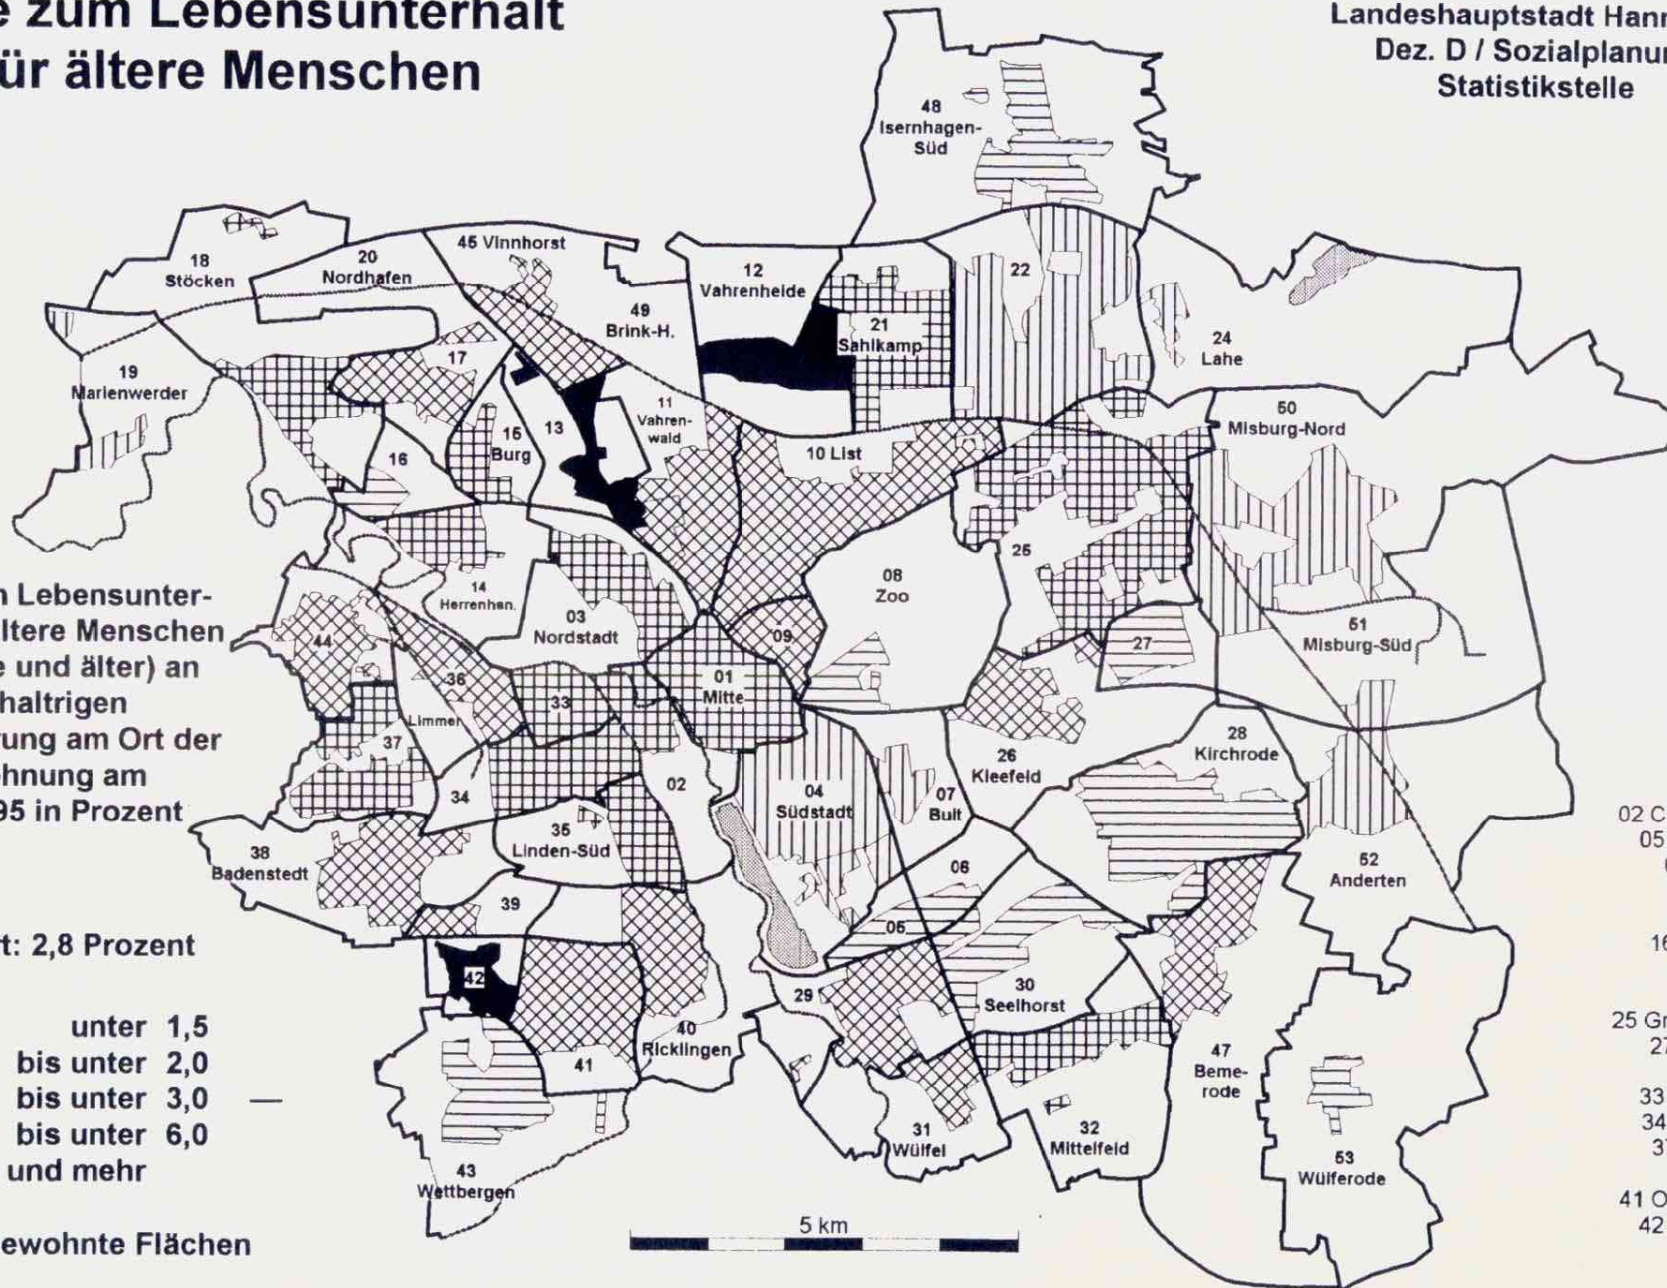 e zum Lebensunterhalt
ür ältere Menschen
Landeshauptstadt Hann
Dez. D / Sozialplanu
Statistikstelle
48
Isernhagen-
Süd
18
Stöcken
20
Nordhafen
45 Vinnhorst
12
Vahrenheide
22
49
Brink-H.
21
Sahlkamp
24
Lahe
17
19
Marienwerder
11
Vahren-
wald
50
Misburg-Nord
15
Burg
13
16
10 List
25
08
Zoo
14
Herrenhan.
03
Nordstadt
09
27
51
Misburg-Süd
44
36
01
Mitte
33
Limmer
37
26
Kleefeld
28
Kirchrode
34
02
04
Südstadt
07
Bult
35
Linden-Süd
38
Badenstedt
06
52
Anderten
39
05
42
29
30
Seelhorst
40
Ricklingen
41
47
Beme-
rode
31
Wülfel
32
Mittelfeld
53
Wülferode
43
Wettbergen
n Lebensunter-
ltere Menschen
e und älter) an
haltrigen
rung am Ort der
ohnung am
95 in Prozent
t: 2,8 Prozent
unter 1,5
bis unter 2,0
bis unter 3,0 —
bis unter 6,0
und mehr
ewohnte Flächen
5 km
02 C
05
16
25 Gr
27
33
34
37
41 O
42